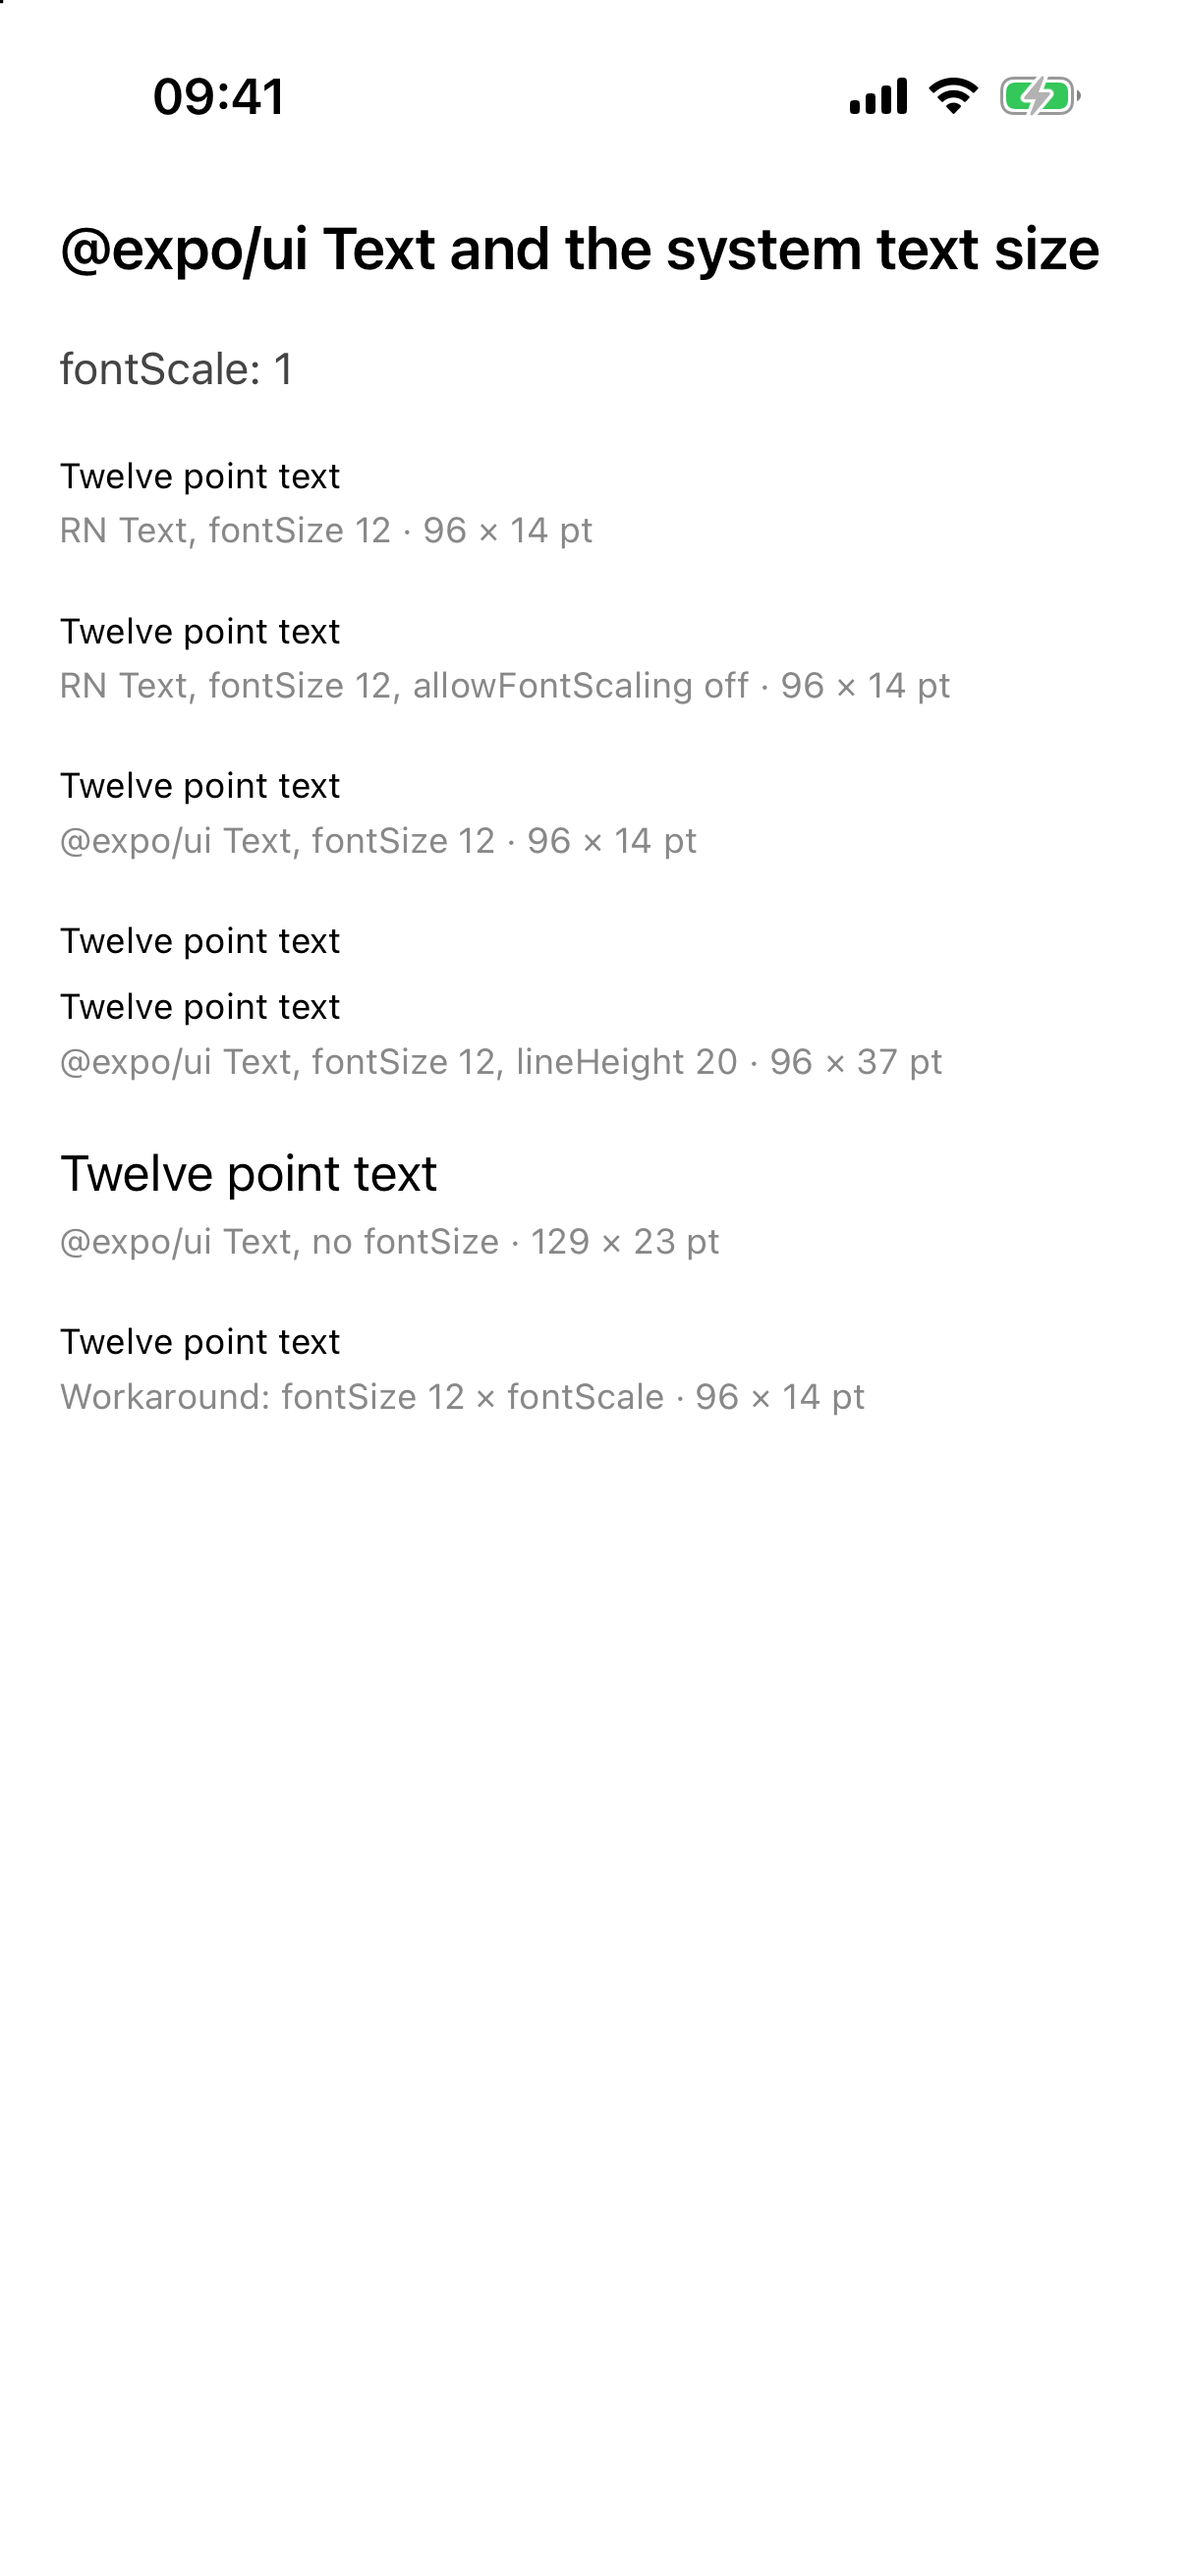 09:41
@expo/ui Text and the system text size
fontScale: 1
Twelve point text
RN Text, fontSize 12 · 96 × 14 pt
Twelve point text
RN Text, fontSize 12, allowFontScaling off · 96 × 14 pt
Twelve point text
@expo/ui Text, fontSize 12 · 96 × 14 pt
Twelve point text
Twelve point text
@expo/ui Text, fontSize 12, lineHeight 20 · 96 × 37 pt
Twelve point text
@expo/ui Text, no fontSize · 129 × 23 pt
Twelve point text
Workaround: fontSize 12 × fontScale · 96 × 14 pt